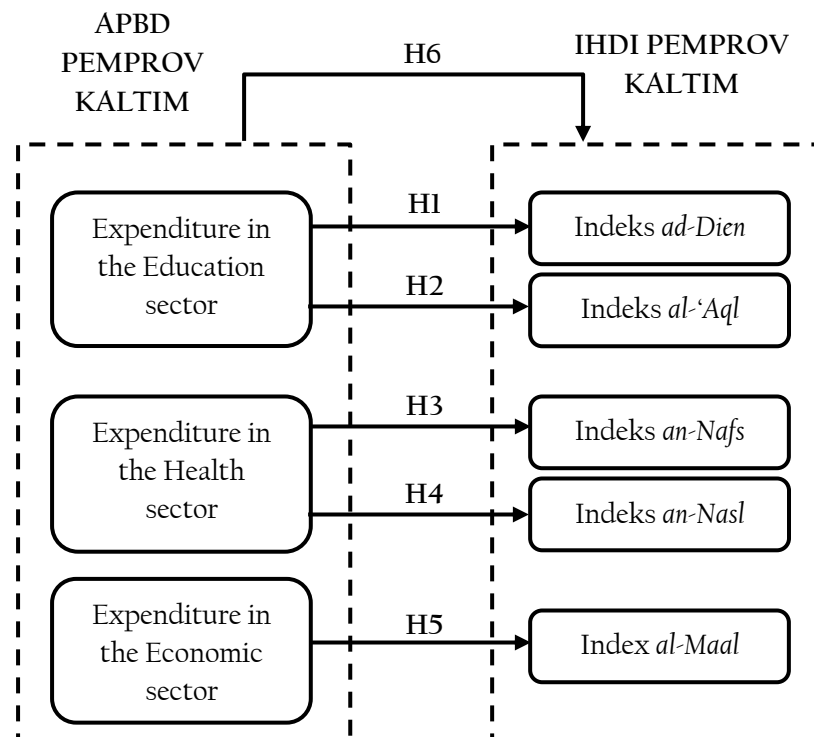 APBD
PEMPROV
KALTIM
H6
IHDI PEMPROV
KALTIM
Expenditure in
the Education
sector
H1
Indeks ad-Dien
H2
Indeks al-‘Aql
Expenditure in
the Health
sector
H3
Indeks an-Nafs
H4
Indeks an-Nasl
Expenditure in
the Economic
sector
H5
Index al-Maal